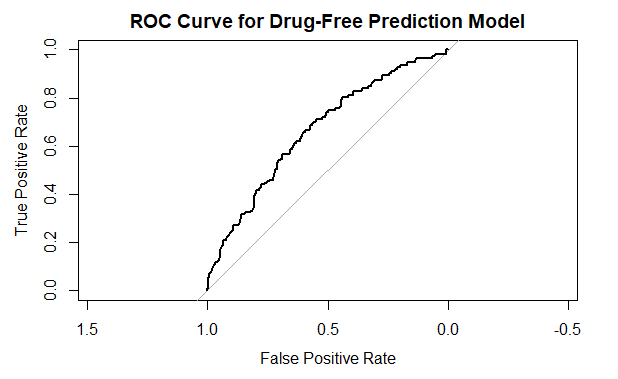 ROC Curve for Drug-Free Prediction Model
True Positive Rate
1.0
0.8
0.6
0.4
0.2
0.0
1.5 1.0 0.5 0.0 -0.5
False Positive Rate